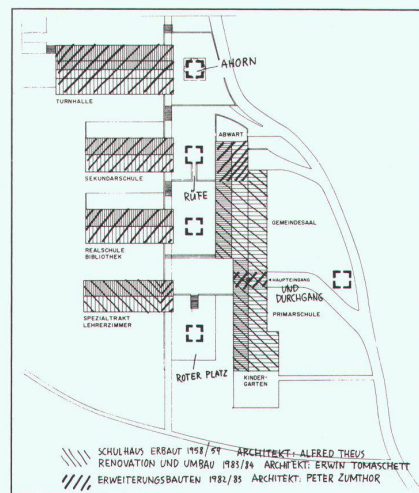 AHORN
TURNHALLE
ABWART
SEKUNDARSCHULE
RÜFE
GEMEINDESAAL
REALSCHULE
BIBLIOTHEK
HAUPTEINGANG
UND
DURCHGANG
PRIMARSCHULE
SPEZIALTRAKT
LEHRERZIMMER
ROTER PLATZ
KINDER-
GARTEN
SCHULHAUS ERBAUT 1958/59 ARCHITEKT: ALFRED THEUS
RENOVATION UND UMBAU 1983/84 ARCHITEKT: ERWIN TOMASCHETT
ERWEITERUNGSBAUTEN 1982/83 ARCHITEKT: PETER ZUMTHOR